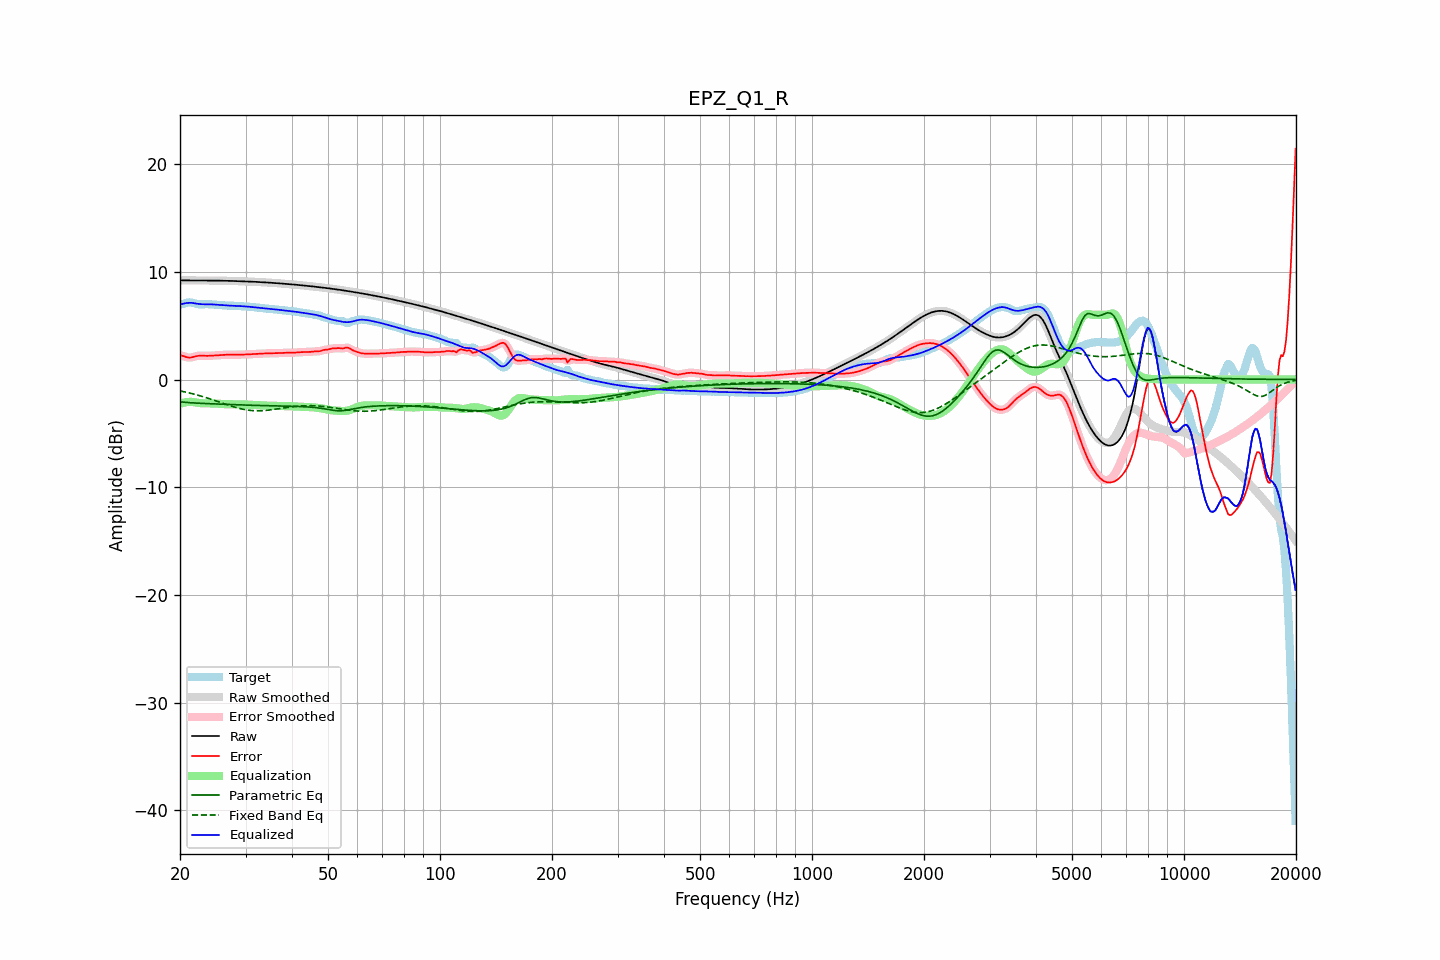 EPZ_Q1_R
20
10
0
−10
−20
−30
−40
Amplitude (dBr)
Target
Raw Smoothed
Error Smoothed
Raw
Error
Equalization
Parametric Eq
Fixed Band Eq
Equalized
20 50 100 200 500 1000 2000 5000 10000 20000
Frequency (Hz)